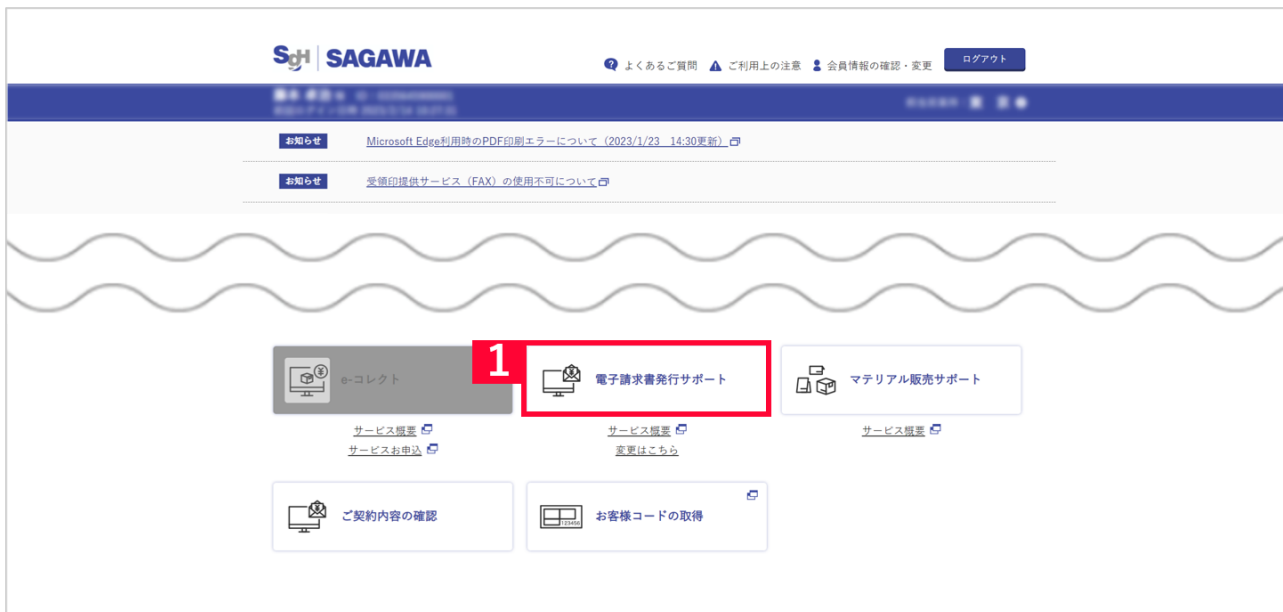 SgH SAGAWA
よくあるご質問 ご利用上の注意 会員情報の確認・変更 ログアウト
お知らせ Microsoft Edge利用時のPDF印刷エラーについて（2023/1/23 14:30更新）
お知らせ 受領印提供サービス（FAX）の使用不可について
1
e-コレクト 電子請求書発行サポート マテリアル販売サポート
サービス概要 サービス概要 サービス概要
サービスお申込 変更はこちら
ご契約内容の確認 お客様コードの取得
123456